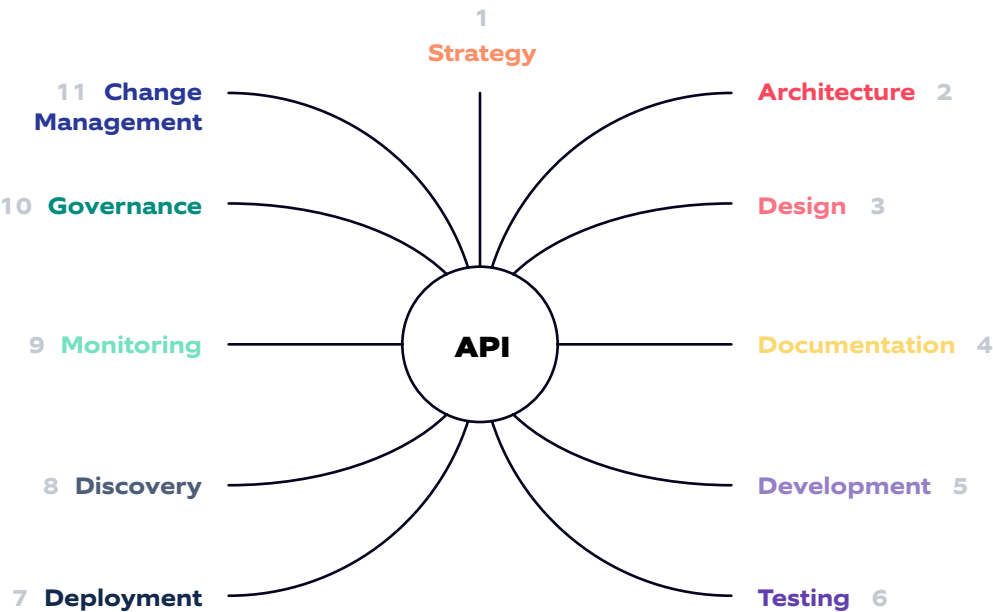 1
Strategy
11 Change
Management
Architecture 2
10 Governance
Design 3
9 Monitoring
API
Documentation 4
8 Discovery
Development 5
7 Deployment
Testing 6